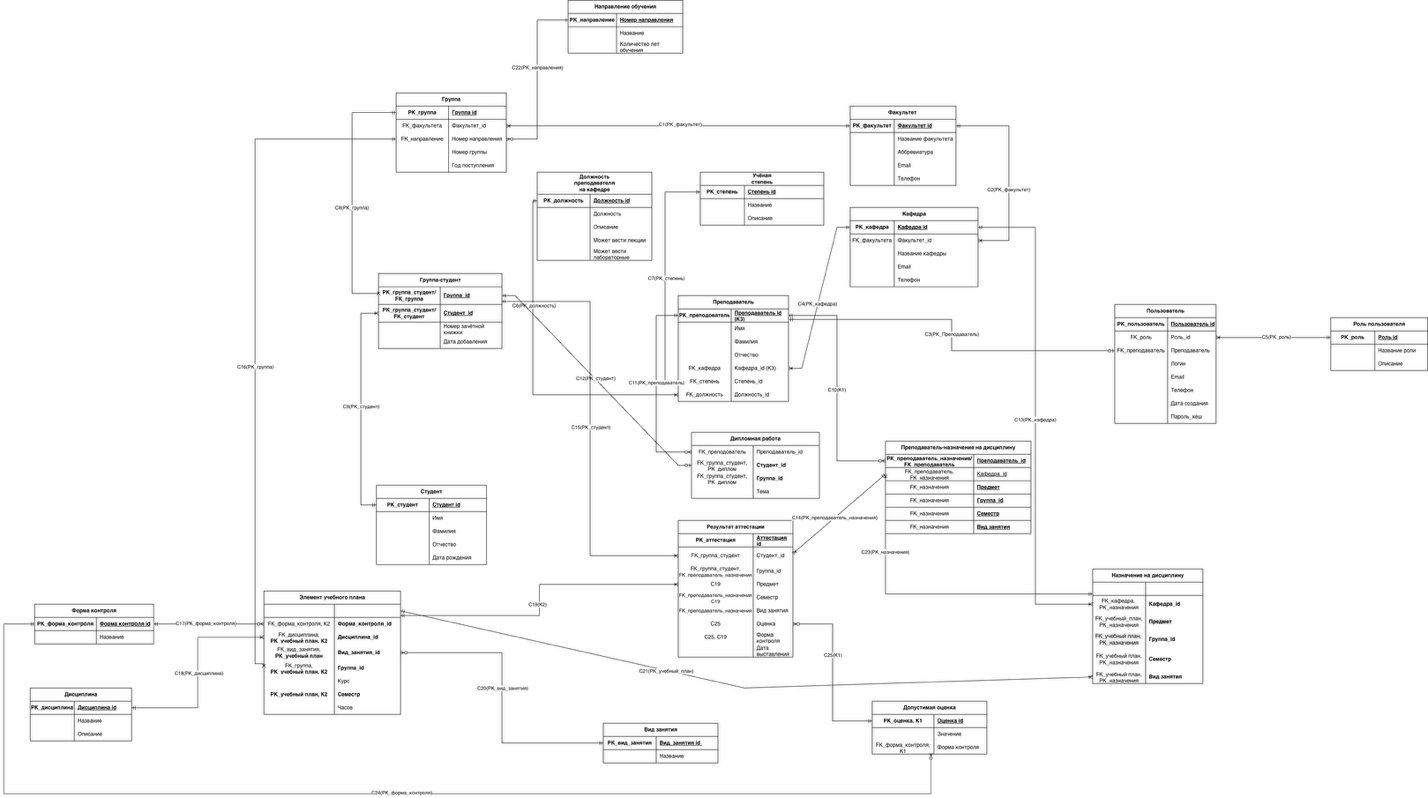 Направление обучения
PK_направление Номер направления
Название
Количество лет
обучения
C22(PK_направления)
Группа
PK_группа Группа id
FK_факультета Факультет_id
FK_направление Номер направления
Номер группы
Год поступления
C1(PK_факультет)
Факультет
PK_факультет Факультет id
Название факультета
Аббревиатура
Email
Телефон
C2(PK_факультет)
Должность
преподавателя
на кафедре
PK_должность Должность id
Должность
Описание
Может вести лекции
Может вести
лабораторные
Учёная
степень
PK_степень Степень id
Название
Описание
Кафедра
PK_кафедра Кафедра id
FK_факультета Факультет_id
Название кафедры
Email
Телефон
C8(PK_группа)
C7(PK_степень)
Группа-студент
PK_группа_студент/
FK_группа
Группа_id
PK_группа_студент/
FK_студент
Студент_id
Номер зачётной
книжки
Дата добавления
C6(PK_должность)
C4(PK_кафедра)
Преподаватель
PK_преподователь Преподаватель id
(K3)
Имя
Фамилия
Отчество
FK_кафедра Кафедра_id (K3)
FK_степень Степень_id
FK_должность Должность_id
C3(PK_Преподаватель)
Пользователь
PK_пользователь Пользователь id
FK_роль Роль_id
FK_преподаватель Преподаватель
Логин
Email
Телефон
Дата создания
Пароль_хеш
C5(PK_роль)
Роль пользователя
PK_роль Роль id
Название роли
Описание
C16(PK_группа)
C12(PK_студент)
C11(PK_преподаватель)
C10(K1)
C9(PK_студент)
C15(PK_студент)
C13(PK_кафедра)
Дипломная работа
FK_преподователь Преподаватель_id
FK_группа_студент,
PK_диплом
Студент_id
FK_группа_студент,
PK_диплом
Группа_id
Тема
Преподаватель-назначение на дисциплину
PK_преподаватель_назначение/
FK_преподаватель
Преподаватель_id
FK_преподаватель,
FK_назначения
Кафедра_id
FK_назначения Предмет
FK_назначения Группа_id
FK_назначения Семестр
FK_назначения Вид занятия
Студент
PK_студент Студент id
Имя
Фамилия
Отчество
Дата рождения
C14(PK_преподаватель_назначения)
C23(PK_назначения)
Результат аттестации
PK_аттестация Аттестация
id
FK_группа_студент Студент_id
FK_группа_студент,
FK_преподаватель_назначения
Группа_id
C19 Предмет
FK_преподаватель_назначения
C19
Семестр
FK_преподаватель_назначения Вид занятия
C25 Оценка
C25, C19 Форма
контроля
Дата
выставления
Назначение на дисциплину
FK_кафедра,
PK_назначения
Кафедра_id
FK_учебный_план,
PK_назначения
Предмет
FK_учебный план,
PK_назначения
Группа_id
FK_учебный план,
PK_назначения
Семестр
FK_учебный план,
PK_назначения
Вид занятия
C19(K2)
Элемент учебного плана
FK_форма_контроля, K2 Форма_контроля_id
FK_дисциплина,
PK_учебный план, K2
Дисциплина_id
FK_вид_занятия,
PK_учебный план
Вид_занятия_id
FK_группа,
PK_учебный план, K2
Группа_id
Курс
PK_учебный план, K2 Семестр
Часов
Форма контроля
PK_форма_контроля Форма контроля id
Название
C17(PK_форма_контроля)
C18(PK_дисциплина)
C21(PK_учебный_план)
C25(K1)
C20(PK_вид_занятия)
Дисциплина
PK_дисциплина Дисциплина id
Название
Описание
Вид занятия
PK_вид_занятия Вид_занятия id
Название
Допустимая оценка
PK_оценка, K1 Оценка id
Значение
FK_форма_контроля,
K1
Форма контроля
C24(PK_форма_контроля)